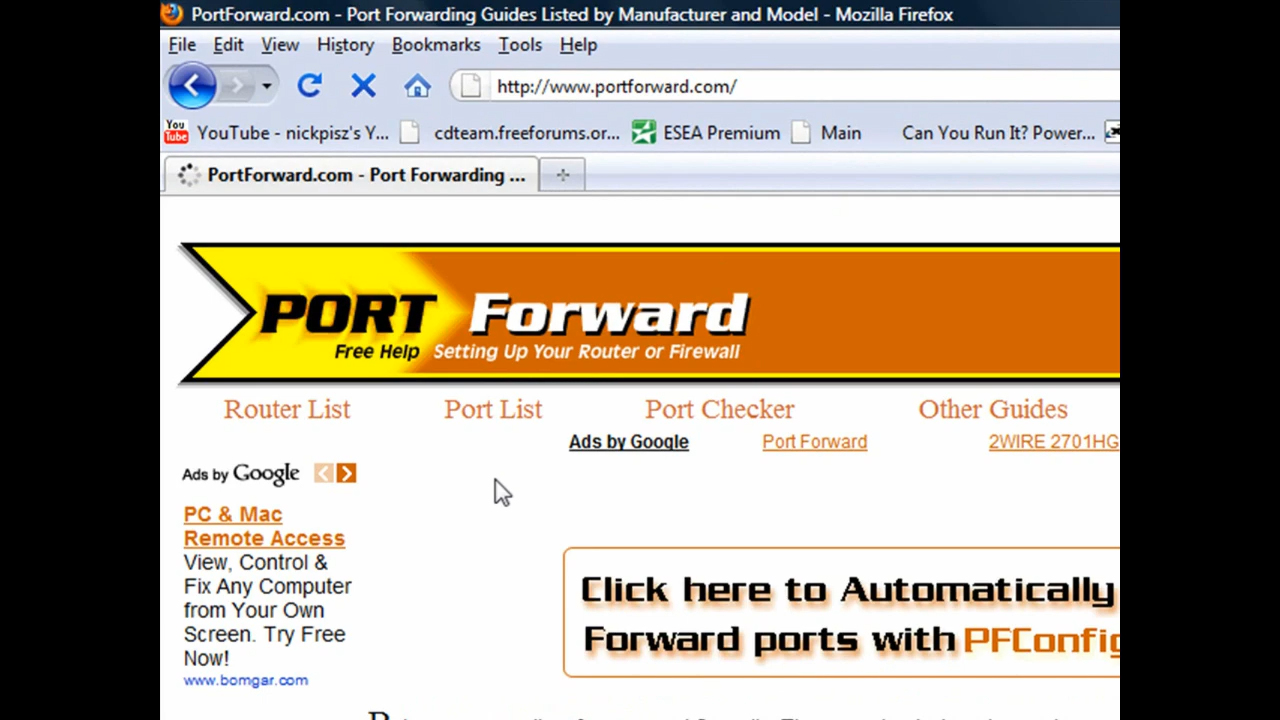 PortForward.com - Port Forwarding Guides Listed by Manufacturer and Model - Mozilla Firefox
File Edit View History Bookmarks Tools Help
http://www.portforward.com/
You Tube YouTube - nickpisz's Y... cdteam.freeforums.or... ESEA Premium Main Can You Run It? Power...
PortForward.com - Port Forwarding ...
PORT Forward
Free Help Setting Up Your Router or Firewall
Router List Port List Port Checker Other Guides
Ads by Google Port Forward 2WIRE 2701HG
Ads by Google
PC & Mac
Remote Access
View, Control &
Fix Any Computer
from Your Own
Screen. Try Free
Now!
www.bomgar.com
Click here to Automatically
Forward ports with PFConfig